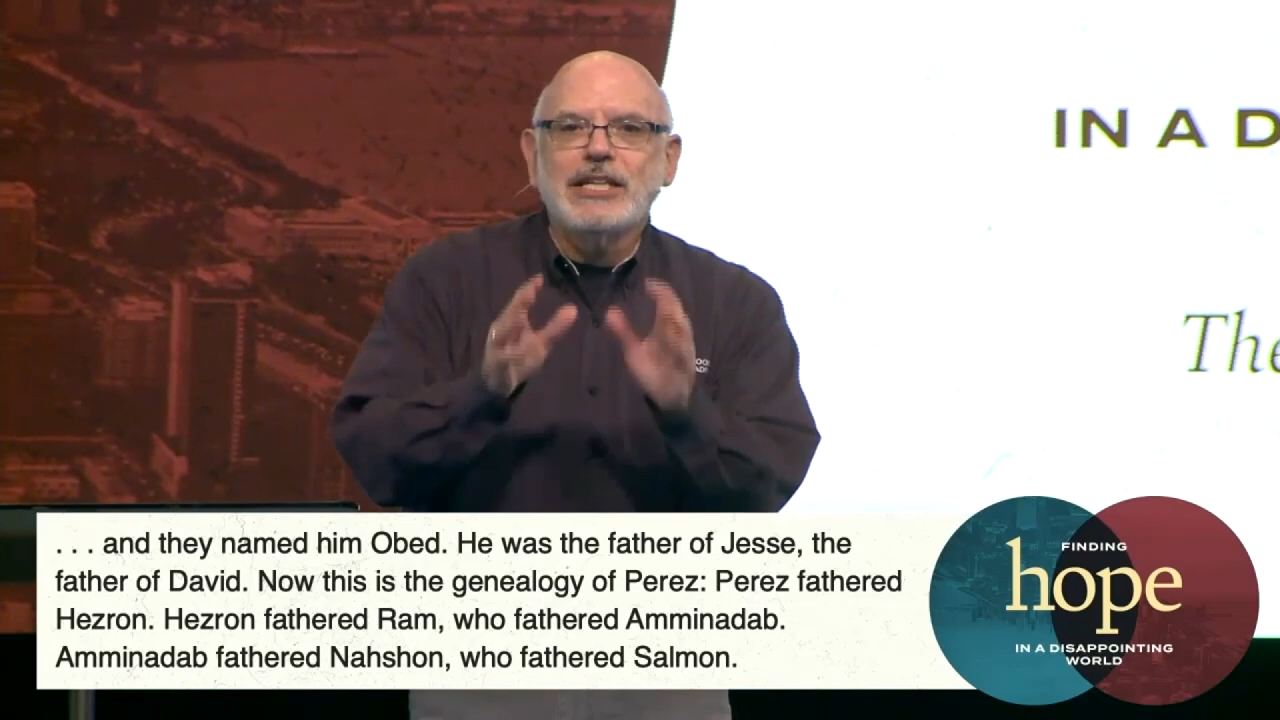 IN A D
The
. . . and they named him Obed. He was the father of Jesse, the
father of David. Now this is the genealogy of Perez: Perez fathered
Hezron. Hezron fathered Ram, who fathered Amminadab.
Amminadab fathered Nahshon, who fathered Salmon.
FINDING
hope
IN A DISAPPOINTING
WORLD